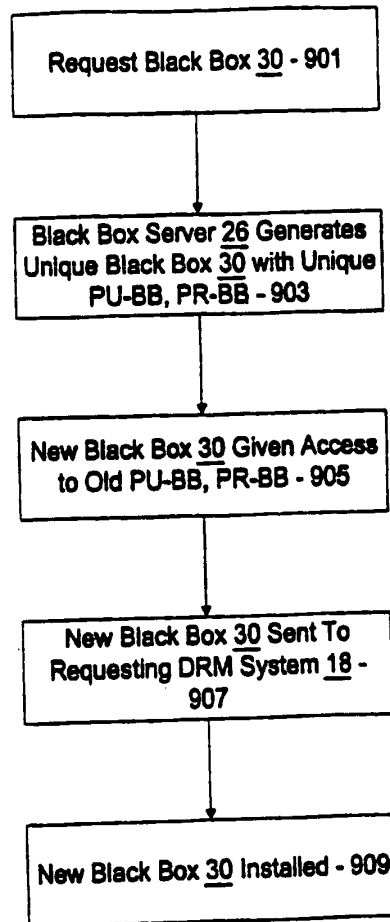 Request Black Box 30 - 901
Black Box Server 26 Generates
Unique Black Box 30 with Unique
PU-BB, PR-BB - 903
New Black Box 30 Given Access
to Old PU-BB, PR-BB - 905
New Black Box 30 Sent To
Requesting DRM System 18 -
907
New Black Box 30 Installed - 909